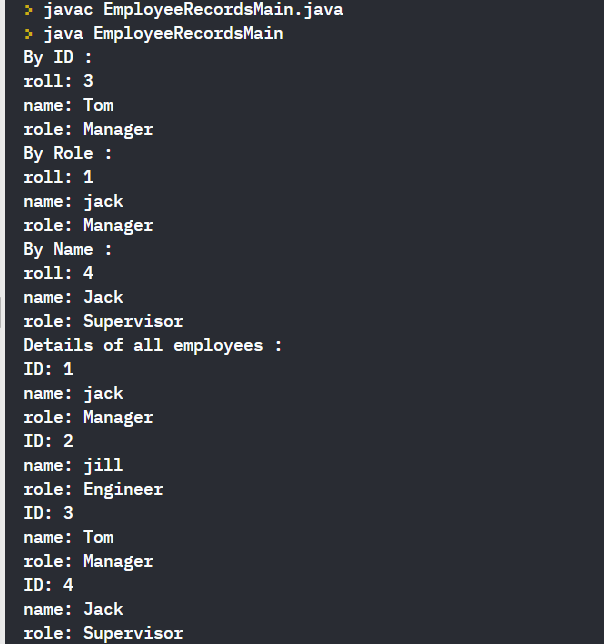 > javac EmployeeRecordsMain.java
> java EmployeeRecordsMain
By ID :
roll: 3
name: Tom
role: Manager
By Role :
roll: 1
name: jack
role: Manager
By Name :
roll: 4
name: Jack
role: Supervisor
Details of all employees :
ID: 1
name: jack
role: Manager
ID: 2
name: jill
role: Engineer
ID: 3
name: Tom
role: Manager
ID: 4
name: Jack
role: Supervisor